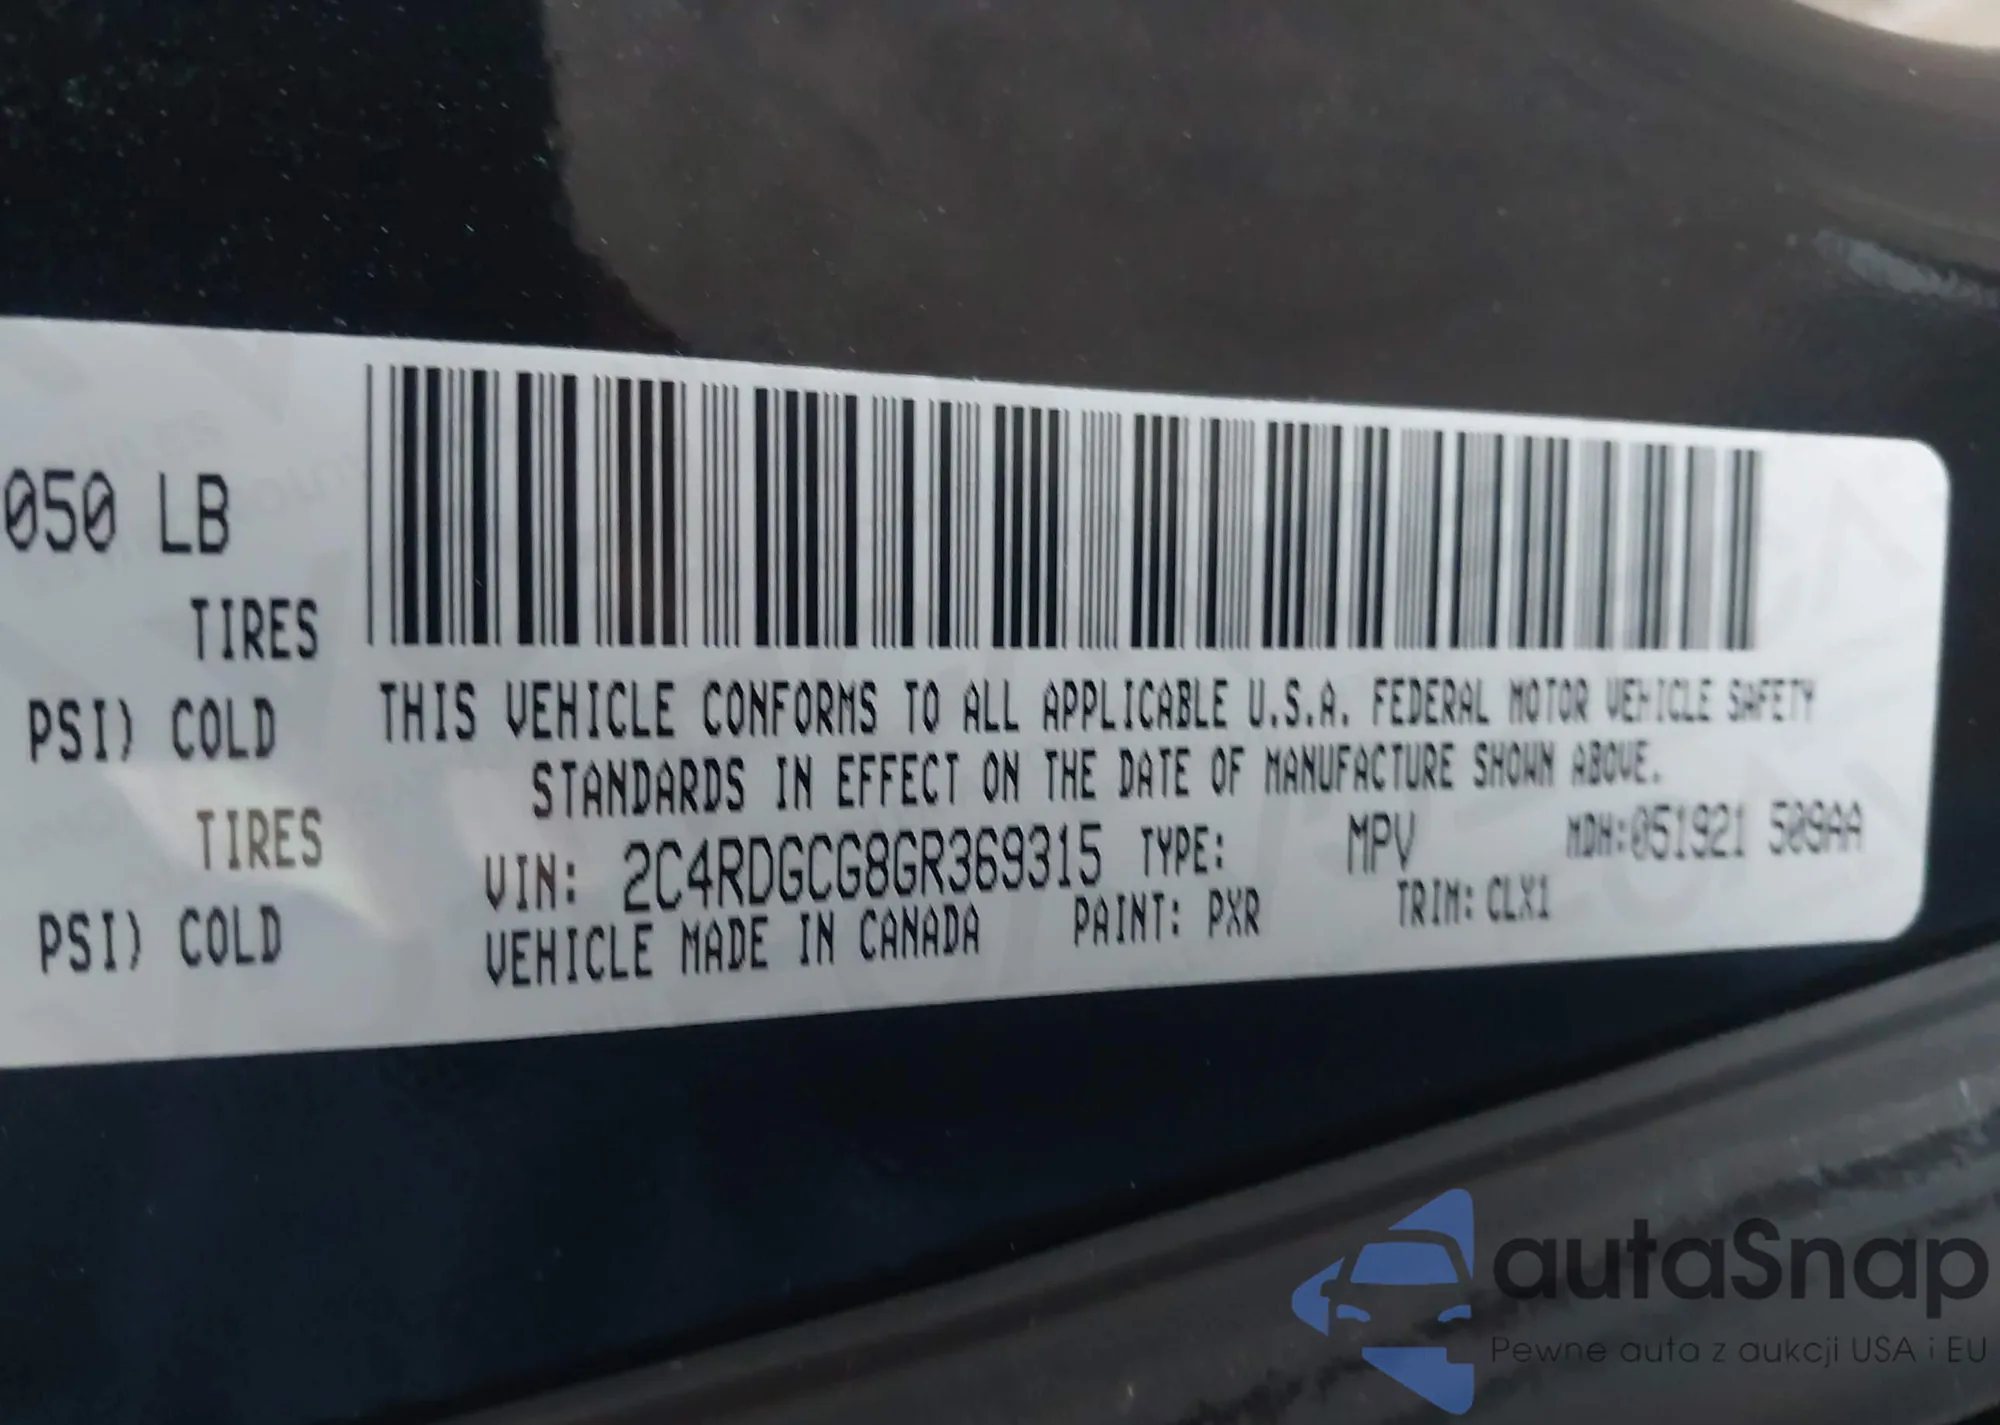 050 LB
TIRES
PSI) COLD
TIRES
PSI) COLD
THIS VEHICLE CONFORMS TO ALL APPLICABLE U.S.A. FEDERAL MOTOR VEHICLE SAFETY
STANDARDS IN EFFECT ON THE DATE OF MANUFACTURE SHOWN ABOVE.
VIN: 2C4RDGCG8GR369315 TYPE: MPV MDH:051921 509AA
VEHICLE MADE IN CANADA PAINT: PXR TRIM: CLX1
autaSnap
Pewne auta z aukcji USA i EU